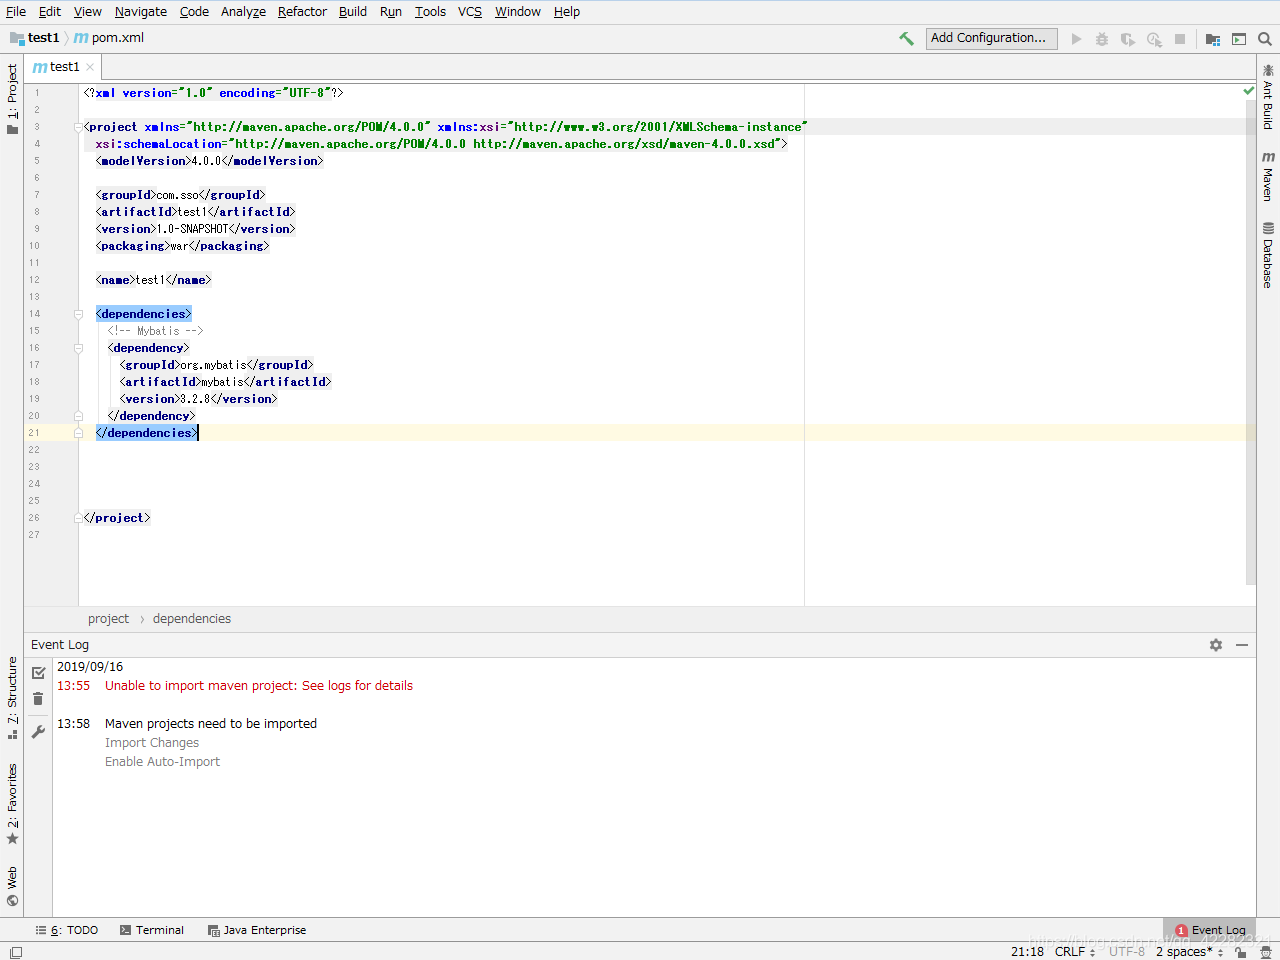 File Edit View Navigate Code Analyze Refactor Build Run Tools VCS Window Help
test1 pom.xml
Add Configuration...
test1
1: Project
1 <?xml version="1.0" encoding="UTF-8"?>
2
3 <project xmlns="http://maven.apache.org/POM/4.0.0" xmlns:xsi="http://www.w3.org/2001/XMLSchema-instance"
4 xsi:schemaLocation="http://maven.apache.org/POM/4.0.0 http://maven.apache.org/xsd/maven-4.0.0.xsd">
5 <modelVersion>4.0.0</modelVersion>
6
7 <groupId>com.sso</groupId>
8 <artifactId>test1</artifactId>
9 <version>1.0-SNAPSHOT</version>
10 <packaging>war</packaging>
11
12 <name>test1</name>
13
14 <dependencies>
15 <!-- Mybatis -->
16 <dependency>
17 <groupId>org.mybatis</groupId>
18 <artifactId>mybatis</artifactId>
19 <version>3.2.8</version>
20 </dependency>
21 </dependencies>
22
23
24
25
26 </project>
27
Ant Build
Maven
Database
project › dependencies
Event Log
2019/09/16
13:55 Unable to import maven project: See logs for details
13:58 Maven projects need to be imported
Import Changes
Enable Auto-Import
7: Structure
2: Favorites
Web
6: TODO Terminal Java Enterprise
1 Event Log
21:18 CRLF UTF-8 2 spaces*